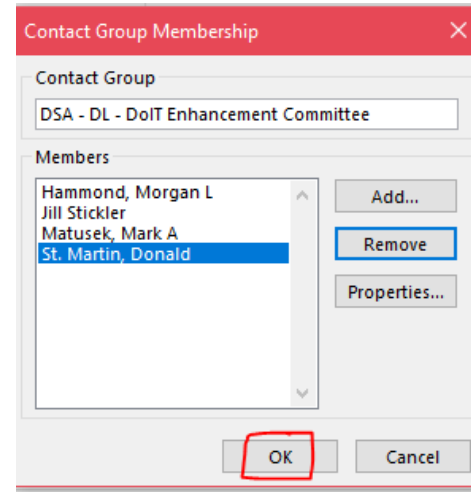 Contact Group Membership
Contact Group
DSA - DL - DoIT Enhancement Committee
Members
Hammond, Morgan L
Jill Stickler
Matusek, Mark A
St. Martin, Donald
Add...
Remove
Properties...
OK
Cancel